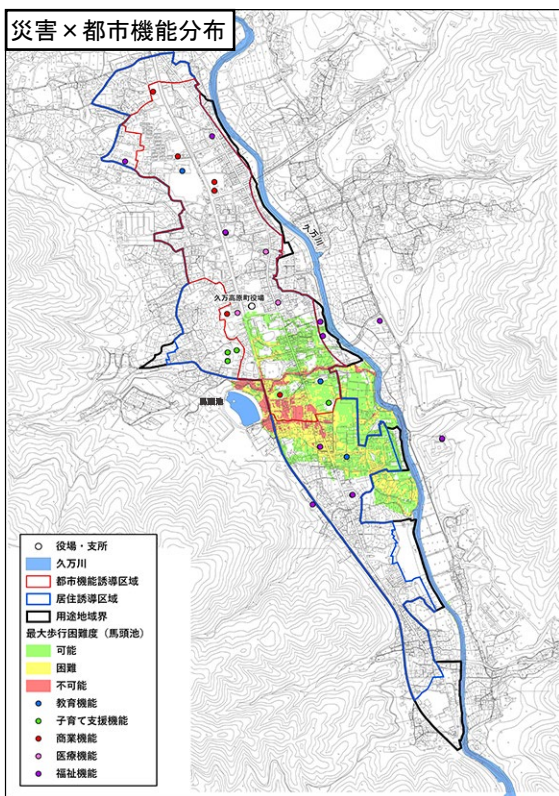 災害×都市機能分布
久万川
久万高原町役場
馬頭池
役場・支所
久万川
都市機能誘導区域
居住誘導区域
用途地域界
最大歩行困難度（馬頭池）
可能
困難
不可能
教育機能
子育て支援機能
商業機能
医療機能
福祉機能